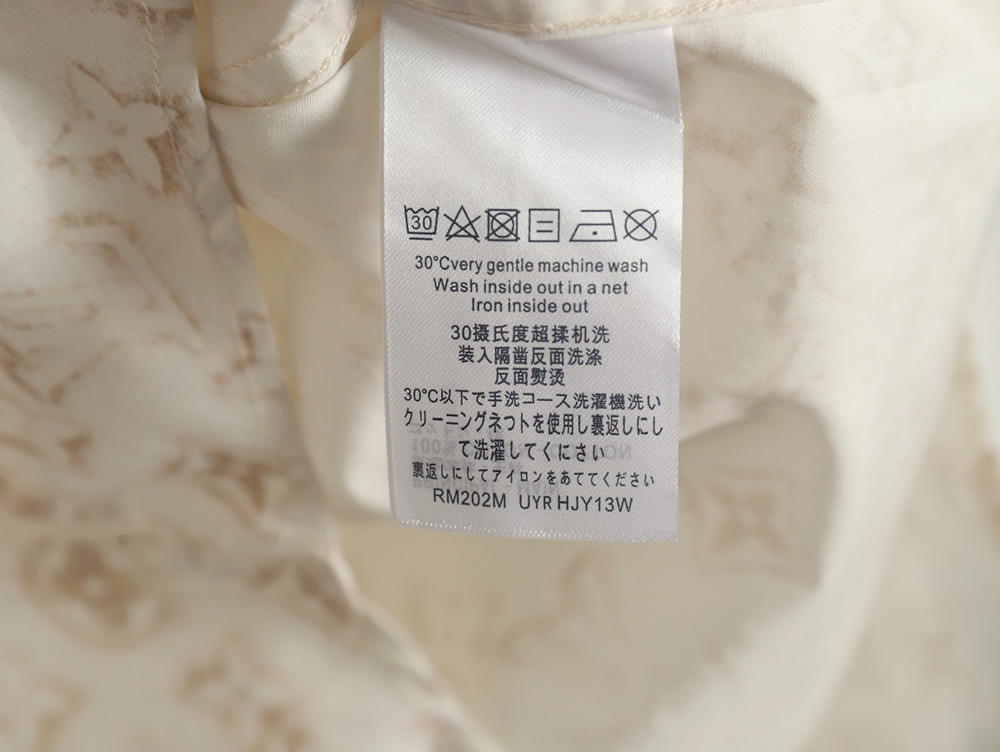 30
30°Cvery gentle machine wash
Wash inside out in a net
Iron inside out
30摄氏度超揉机洗
装入隔凿反面洗涤
反面熨烫
30°C以下で手洗コース洗濯機洗い
クリーニングネつトを使用し裏返しにし
て洗濯してくにさい
裏返しにしてアイロンをあててください
RM202M UYR HJY13W